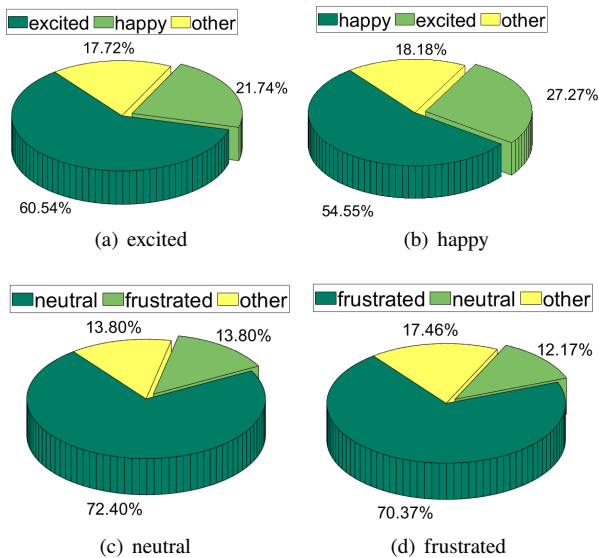 excited happy other
17.72%
21.74%
60.54%
(a) excited
happy excited other
18.18%
27.27%
54.55%
(b) happy
neutral frustrated other
13.80%
13.80%
72.40%
(c) neutral
frustrated neutral other
17.46%
12.17%
70.37%
(d) frustrated